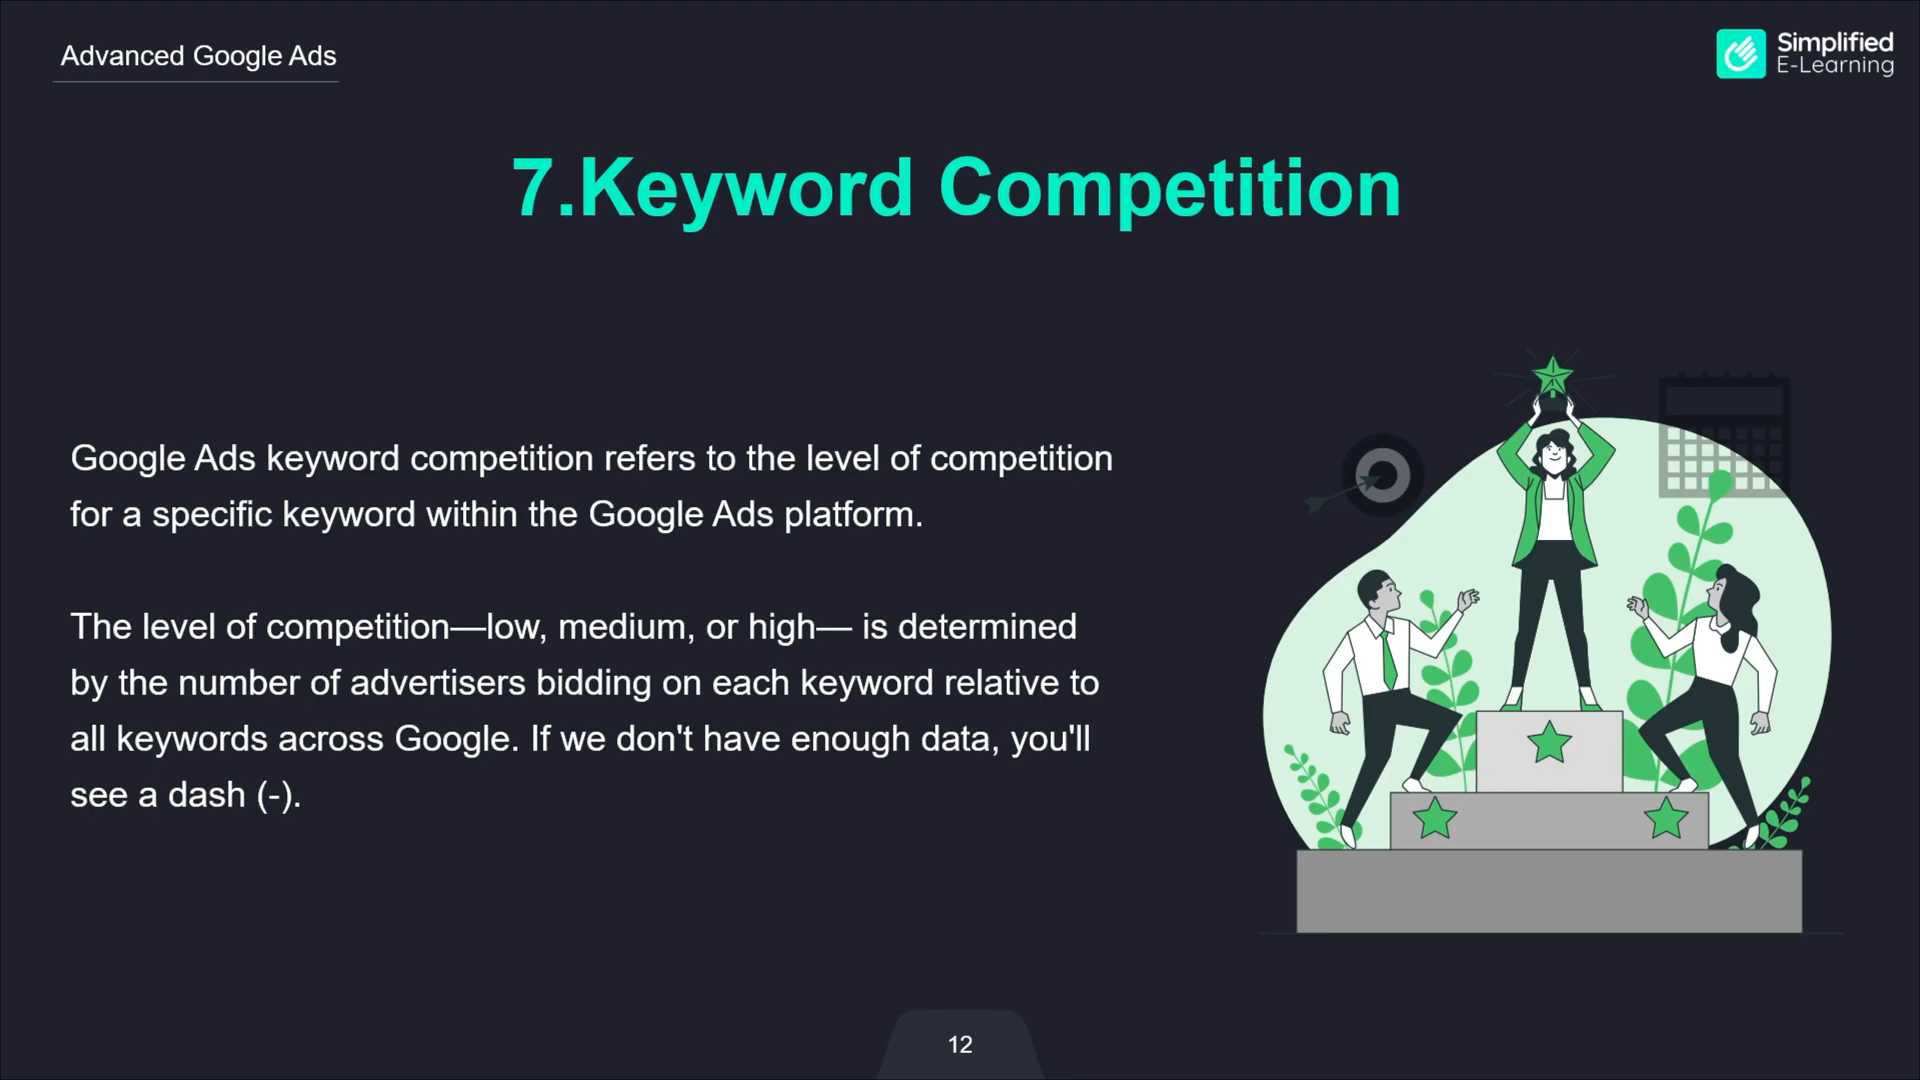 Advanced Google Ads
Simplified
E-Learning
7.Keyword Competition
Google Ads keyword competition refers to the level of competition
for a specific keyword within the Google Ads platform.
The level of competition—low, medium, or high— is determined
by the number of advertisers bidding on each keyword relative to
all keywords across Google. If we don't have enough data, you'll
see a dash (-).
12